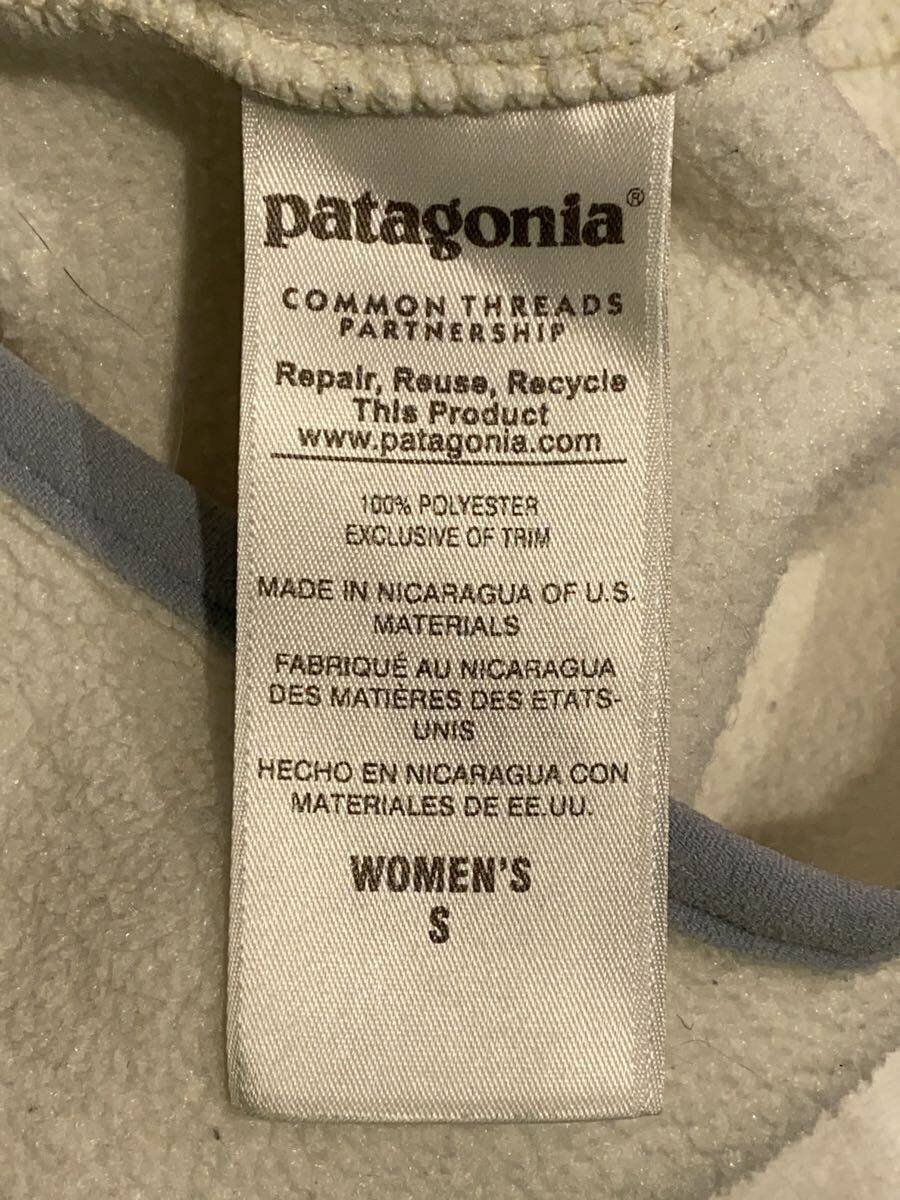 patagonia®
COMMON THREADS
PARTNERSHIP
Repair, Reuse, Recycle
This Product
www.patagonia.com
100% POLYESTER
EXCLUSIVE OF TRIM
MADE IN NICARAGUA OF U.S.
MATERIALS
FABRIQUÉ AU NICARAGUA
DES MATIÈRES DES ETATS-
UNIS
HECHO EN NICARAGUA CON
MATERIALES DE EE.UU.
WOMEN'S
S